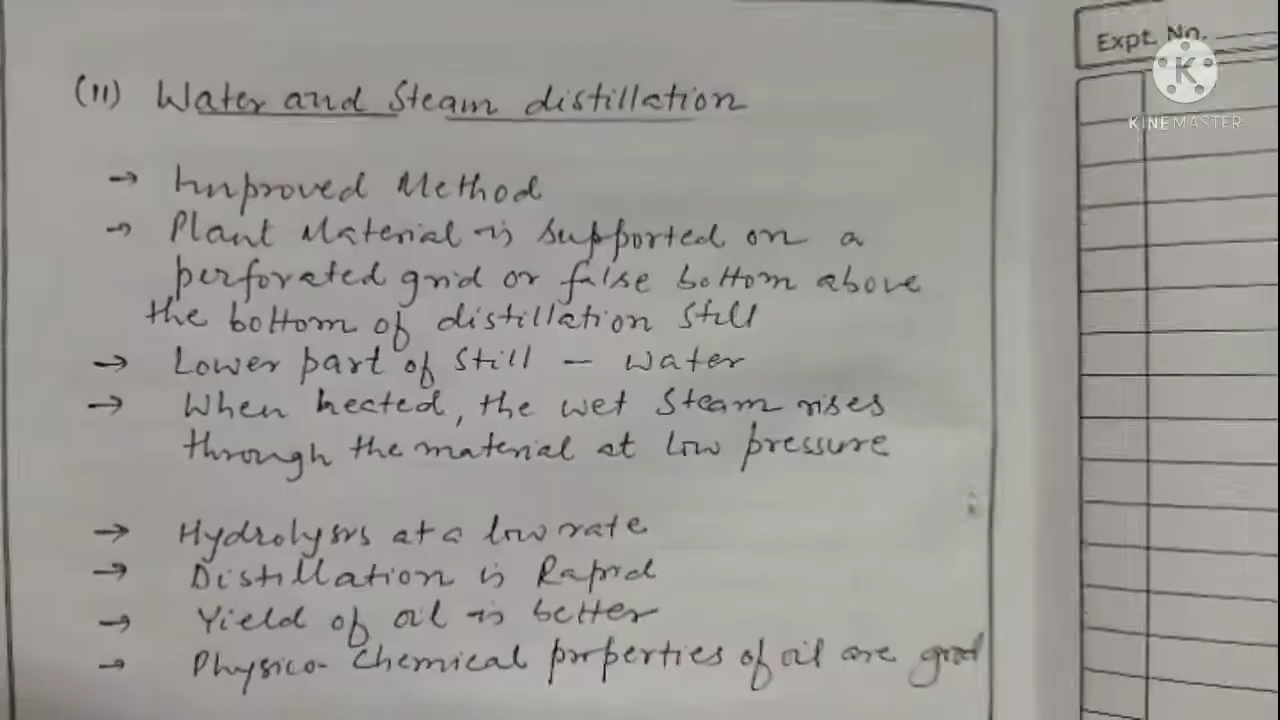 (11) Water and Steam distillation
→ Improved Method
→ Plant Material is supported on a
perforated grid or false bottom above
the bottom of distillation still
→ Lower part of still — water
→ When heated, the wet steam rises
through the material at low pressure
→ Hydrolysis at a low rate
→ Distillation is Rapid
→ Yield of oil is better
→ Physico-Chemical properties of oil are good
Expt. No.
K
KINEMASTER